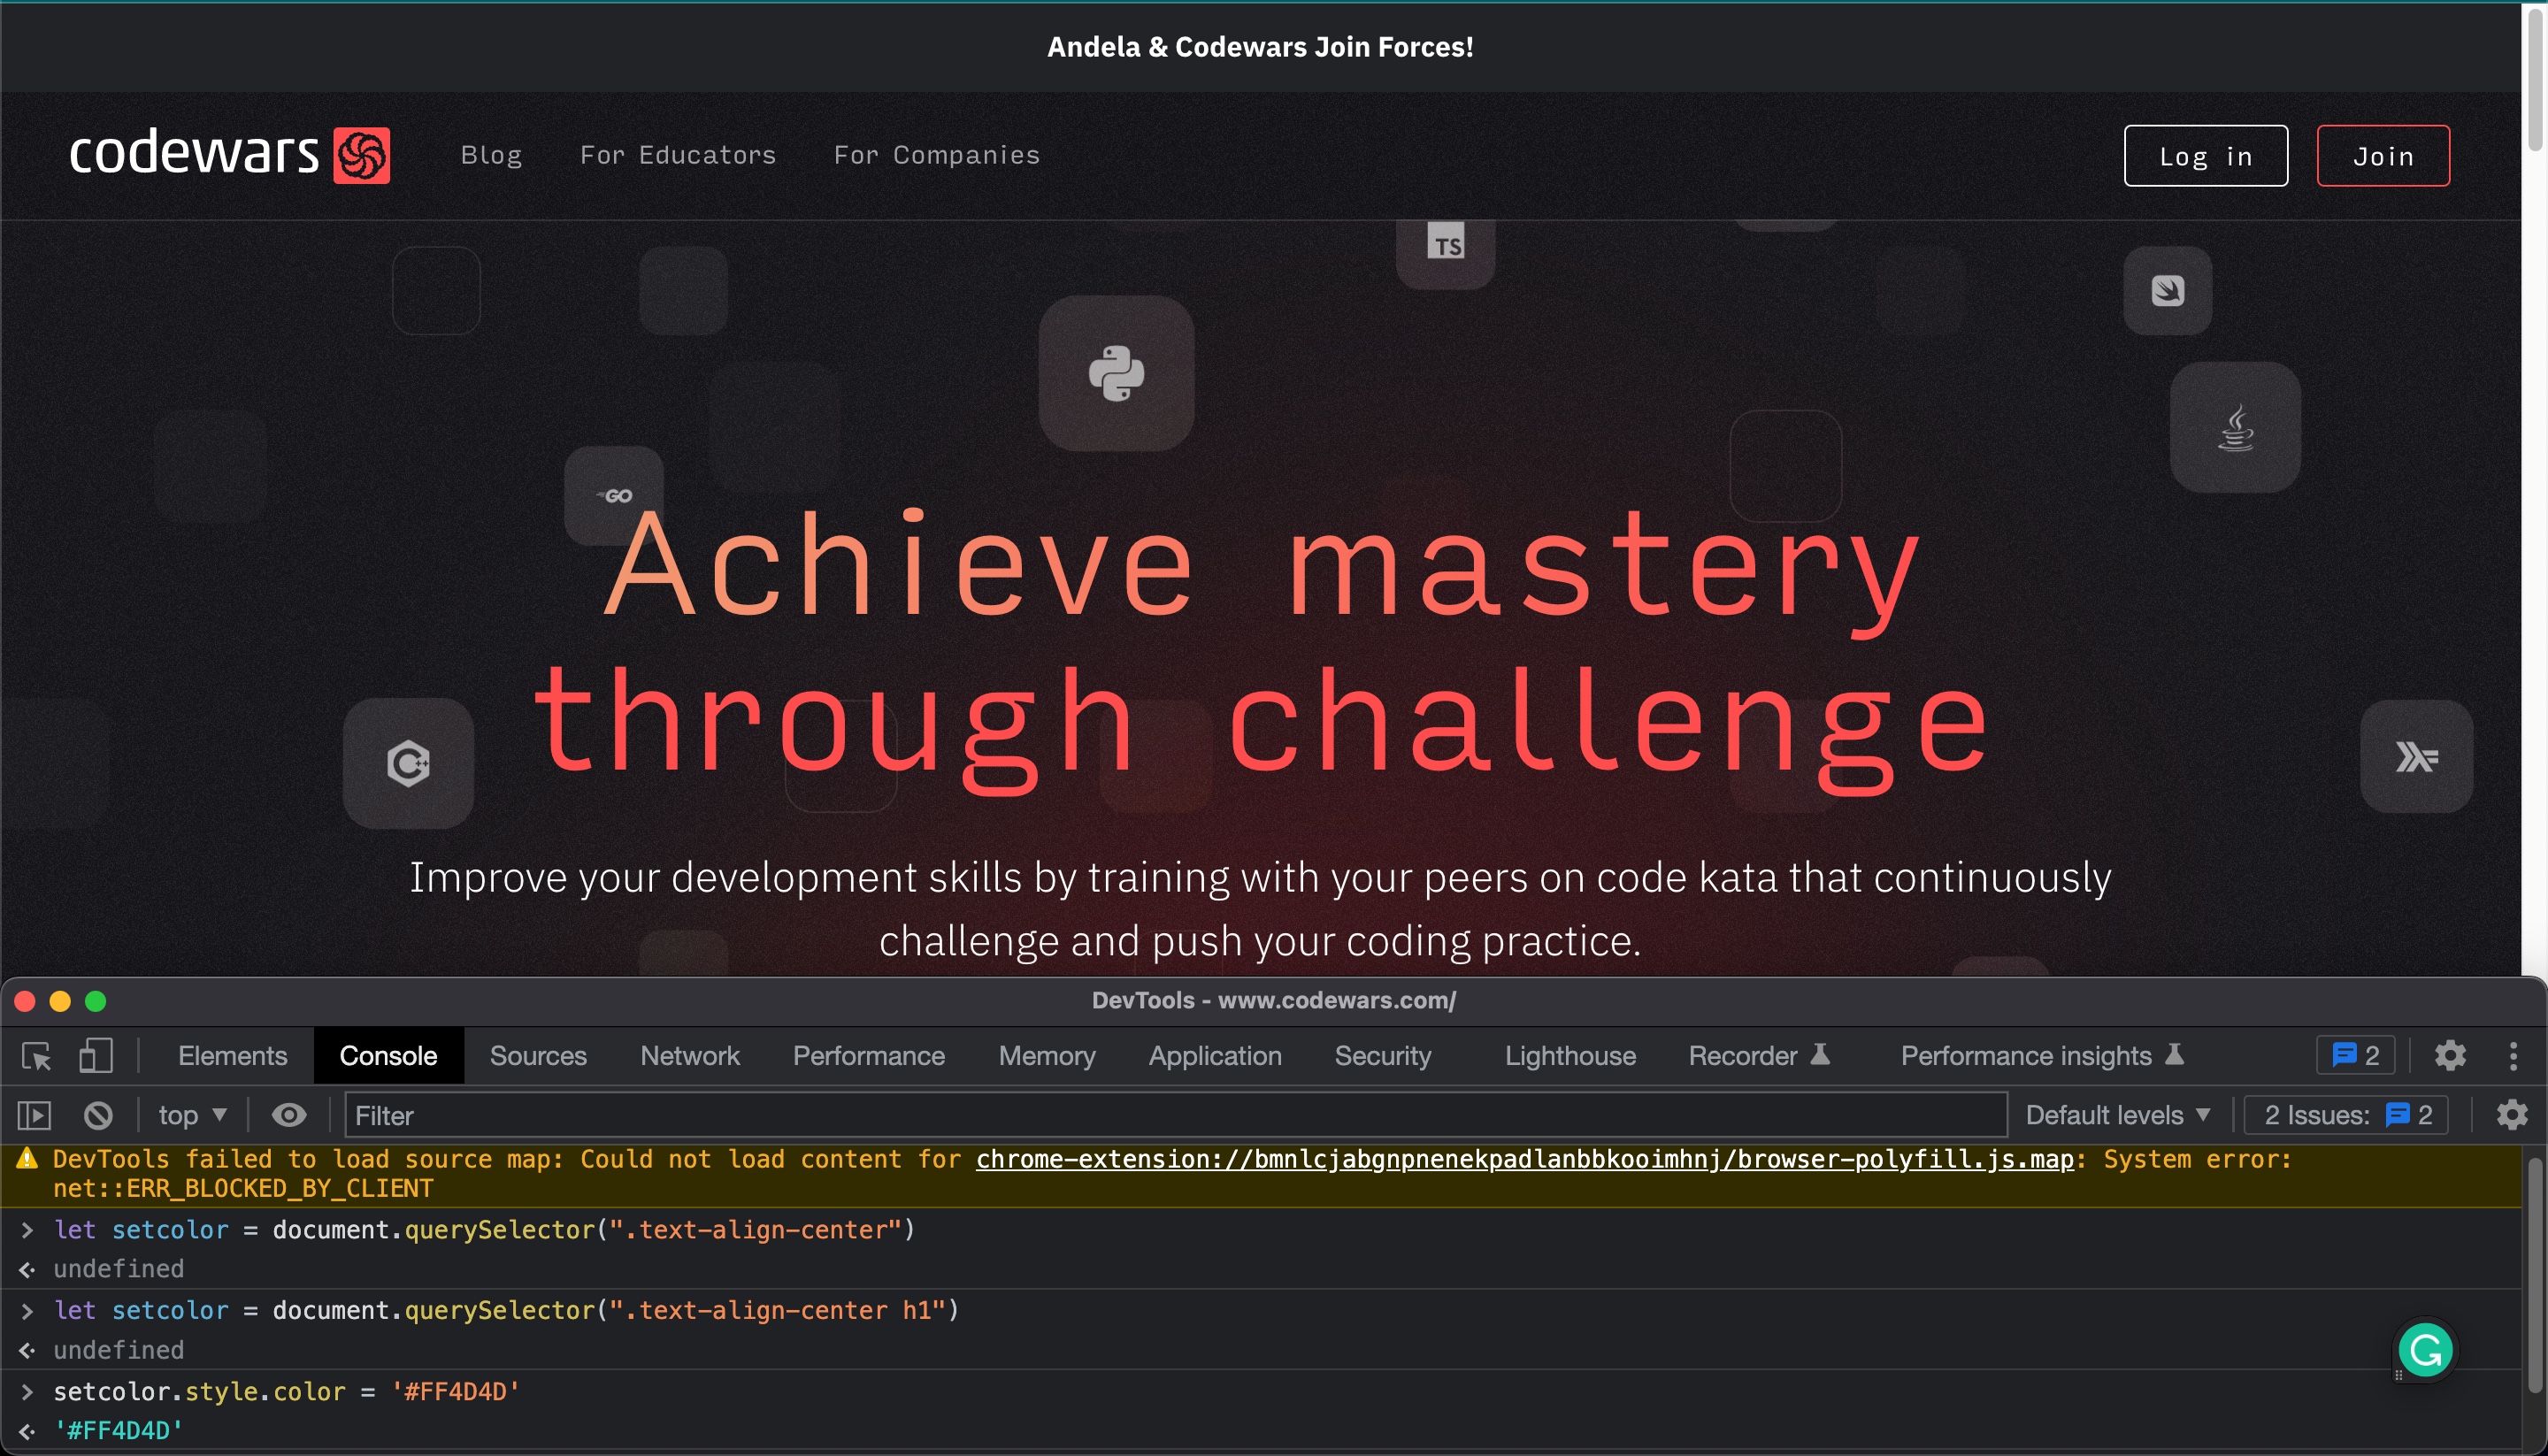 Andela & Codewars Join Forces!
codewars Blog For Educators For Companies Log in Join
TS
GO
Achieve mastery
through challenge
C++
Improve your development skills by training with your peers on code kata that continuously
challenge and push your coding practice.
DevTools - www.codewars.com/
Elements Console Sources Network Performance Memory Application Security Lighthouse Recorder Performance insights 2
top ▼ Filter Default levels ▼ 2 Issues: 2
DevTools failed to load source map: Could not load content for chrome-extension://bmnlcjabgnpnenekpadlanbbkooimhnj/browser-polyfill.js.map: System error:
net::ERR_BLOCKED_BY_CLIENT
> let setcolor = document.querySelector(".text-align-center")
undefined
> let setcolor = document.querySelector(".text-align-center h1")
undefined
> setcolor.style.color = '#FF4D4D'
'#FF4D4D'